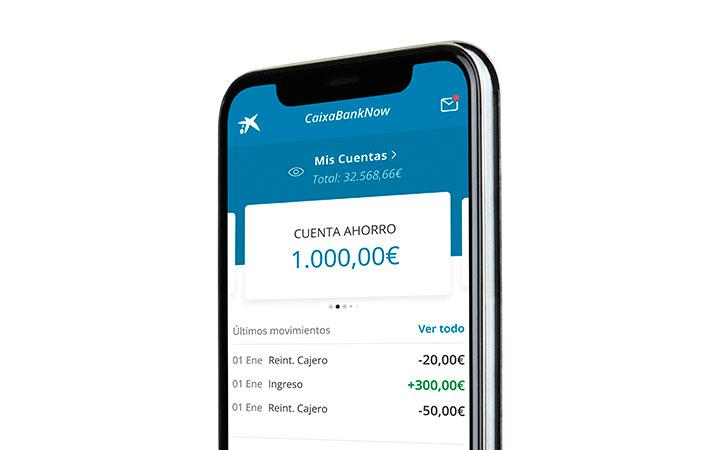 CaixaBankNow
Mis Cuentas >
Total: 32.568,66€
CUENTA AHORRO
1.000,00€
Últimos movimientos Ver todo
01 Ene Reint. Cajero -20,00€
01 Ene Ingreso +300,00€
01 Ene Reint. Cajero -50,00€